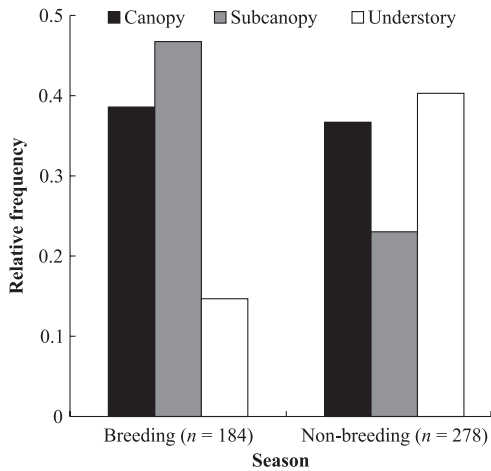 Canopy Subcanopy Understory
0.5
0.4
0.3
0.2
0.1
0
Relative frequency
Breeding (n = 184) Non-breeding (n = 278)
Season